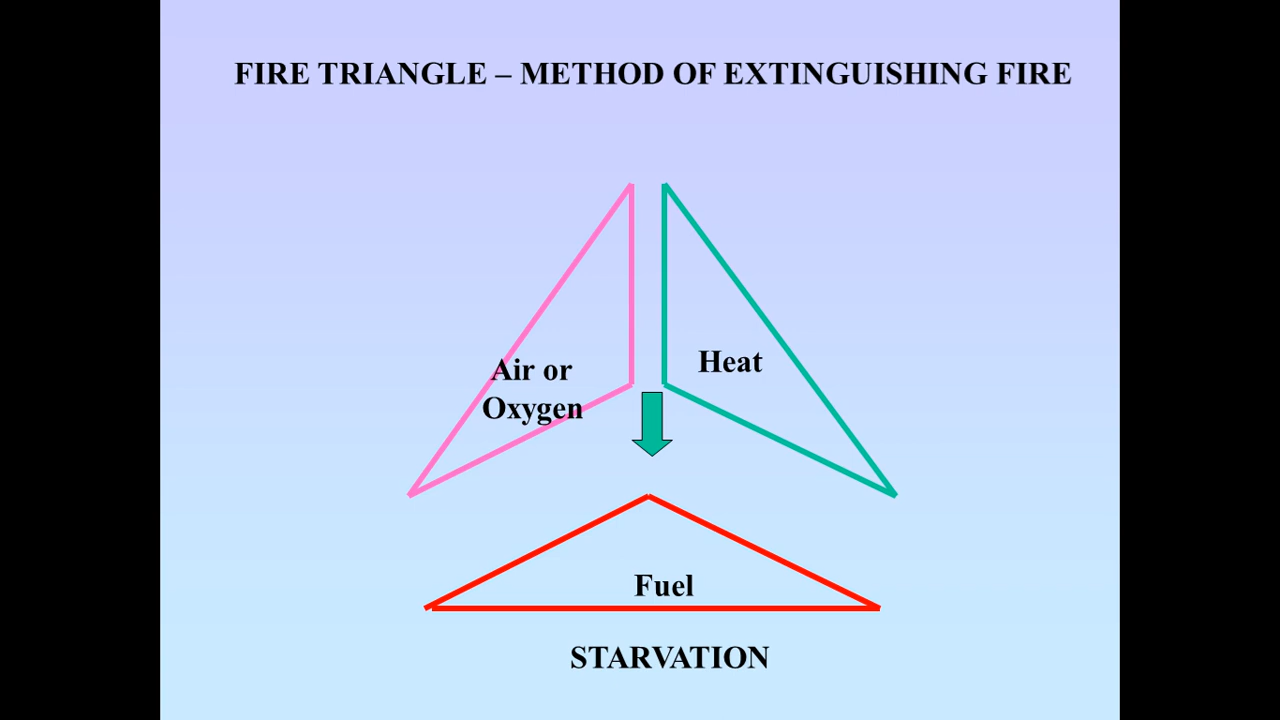 FIRE TRIANGLE – METHOD OF EXTINGUISHING FIRE
Air or
Oxygen
Heat
Fuel
STARVATION